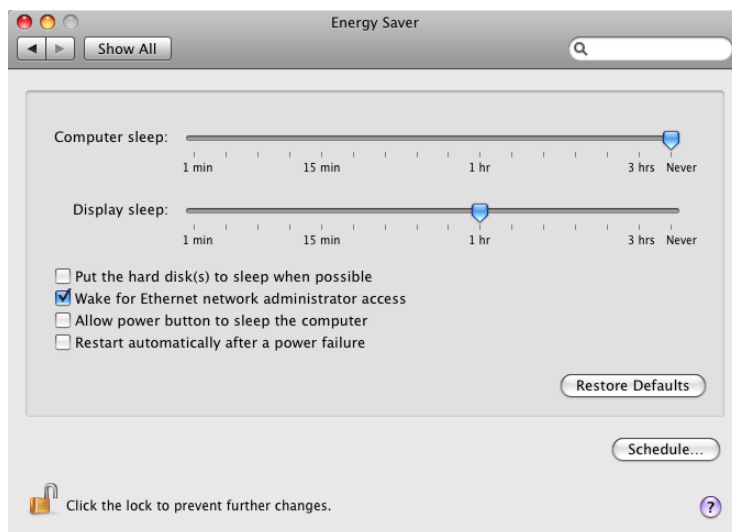 Energy Saver
Show All
Computer sleep:
1 min 15 min 1 hr 3 hrs Never
Display sleep:
1 min 15 min 1 hr 3 hrs Never
Put the hard disk(s) to sleep when possible
Wake for Ethernet network administrator access
Allow power button to sleep the computer
Restart automatically after a power failure
Restore Defaults
Schedule...
Click the lock to prevent further changes.
?